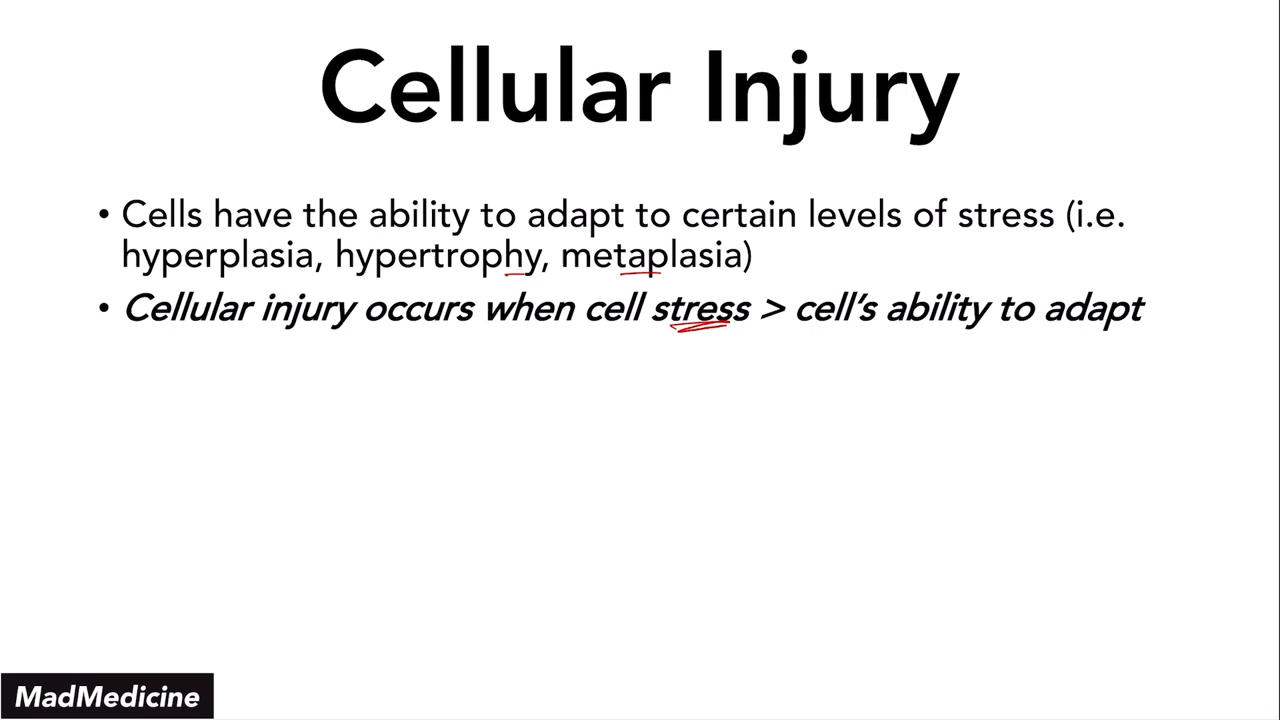 Cellular Injury
• Cells have the ability to adapt to certain levels of stress (i.e.
hyperplasia, hypertrophy, metaplasia)
• Cellular injury occurs when cell stress > cell's ability to adapt
MadMedicine